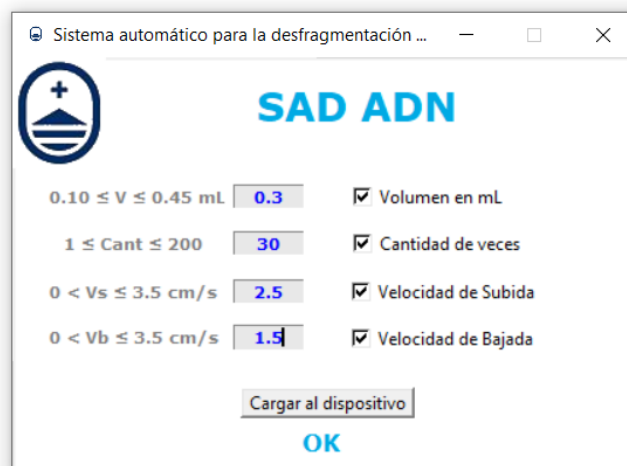 Sistema automático para la desfragmentación ...
SAD ADN
0.10 ≤ V ≤ 0.45 mL 0.3 Volumen en mL
1 ≤ Cant ≤ 200 30 Cantidad de veces
0 < Vs ≤ 3.5 cm/s 2.5 Velocidad de Subida
0 < Vb ≤ 3.5 cm/s 1.5 Velocidad de Bajada
Cargar al dispositivo
OK